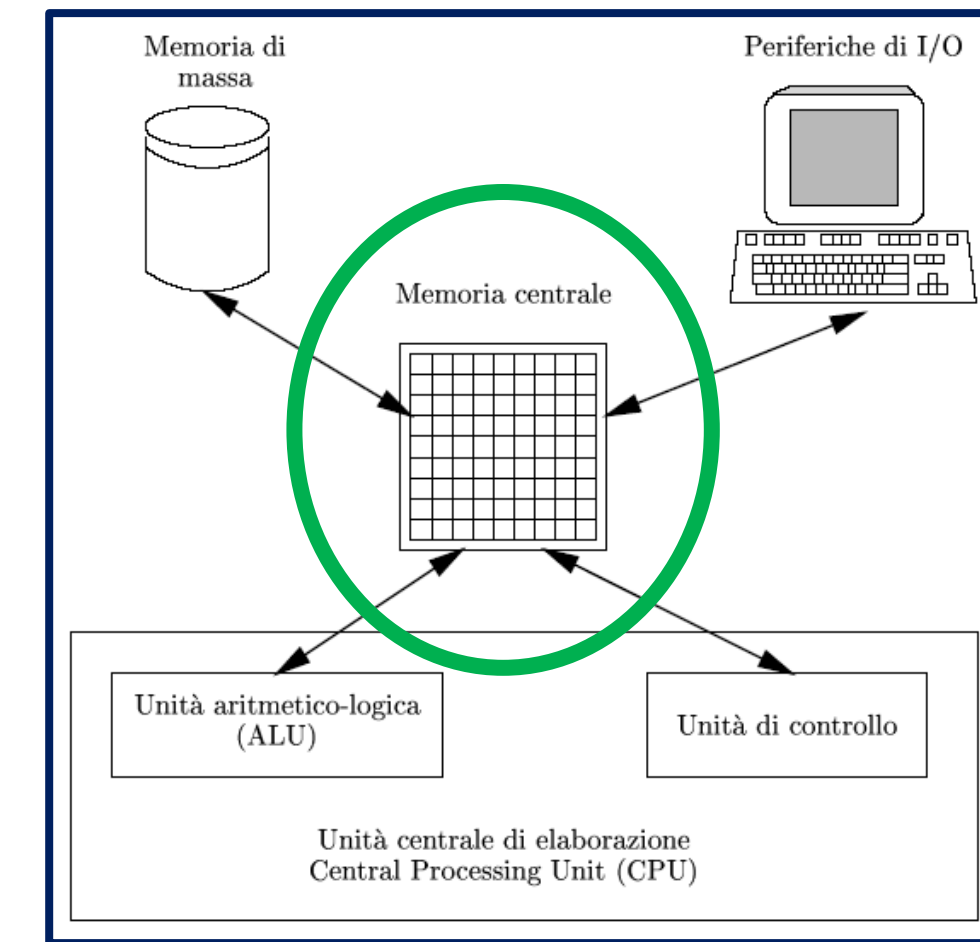 Memoria di
massa
Periferiche di I/O
Memoria centrale
Unità aritmetico-logica
(ALU)
Unità di controllo
Unità centrale di elaborazione
Central Processing Unit (CPU)